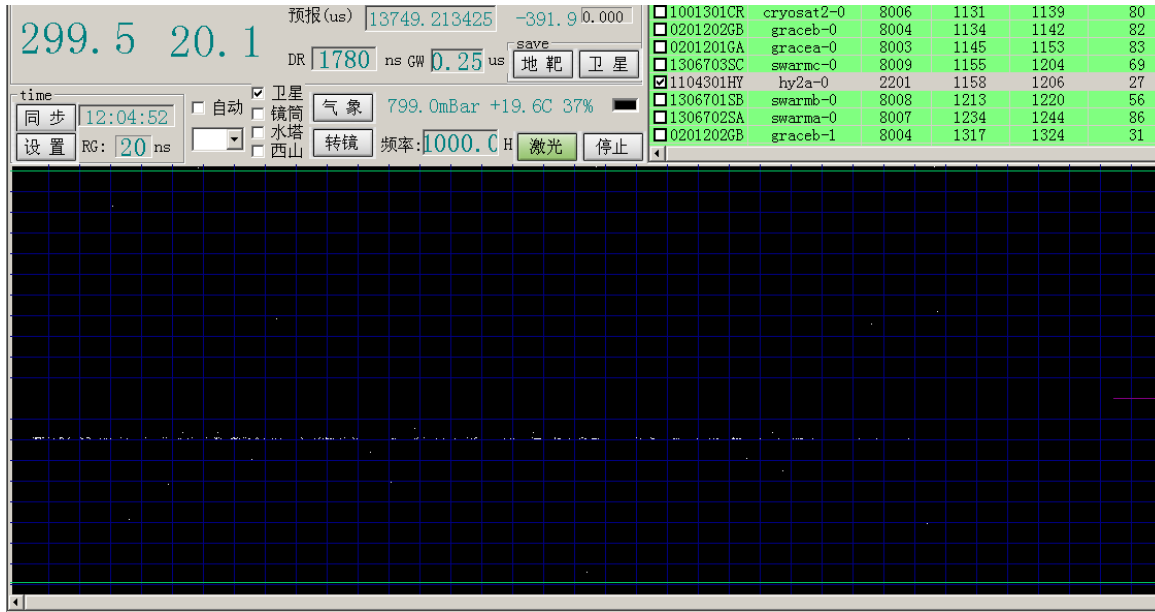 299.5 20.1
预报(us) 13749.213425 -391.9 0.000
DR 1780 ns GW 0.25 us
save
地 靶 卫 星
time
同 步 12:04:52
设 置 RG: 20 ns
自动
卫星
镜筒
水塔
西山
气 象 799.0mBar +19.6C 37%
转镜 频率:1000.0 H 激光 停止
1001301CR cryosat2-0 8006 1131 1139 80
0201202GB graceb-0 8004 1134 1142 82
0201201GA gracea-0 8003 1145 1153 83
1306703SC swarmc-0 8009 1155 1204 69
1104301HY hy2a-0 2201 1158 1206 27
1306701SB swarmb-0 8008 1213 1220 56
1306702SA swarma-0 8007 1234 1244 86
0201202GB graceb-1 8004 1317 1324 31